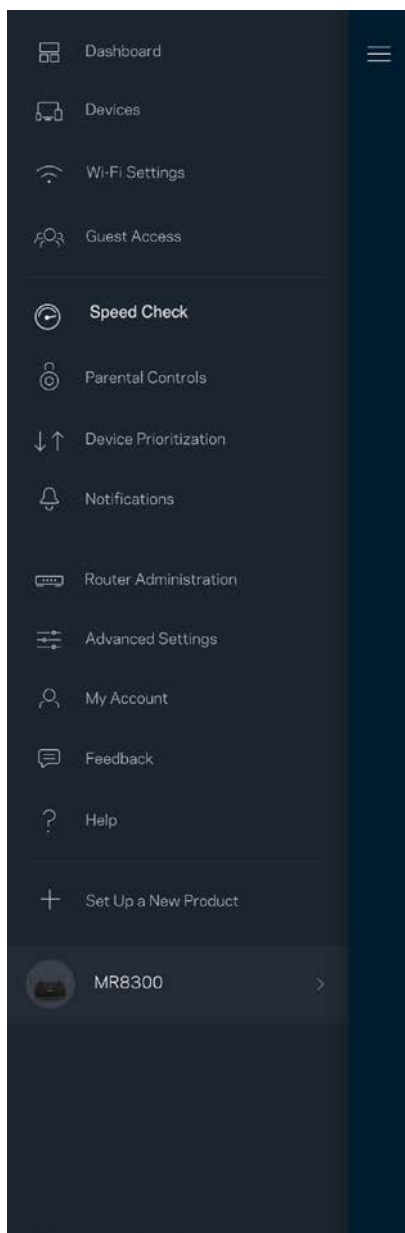 Dashboard
Devices
Wi-Fi Settings
Guest Access
Speed Check
Parental Controls
Device Prioritization
Notifications
Router Administration
Advanced Settings
My Account
Feedback
Help
Set Up a New Product
MR8300